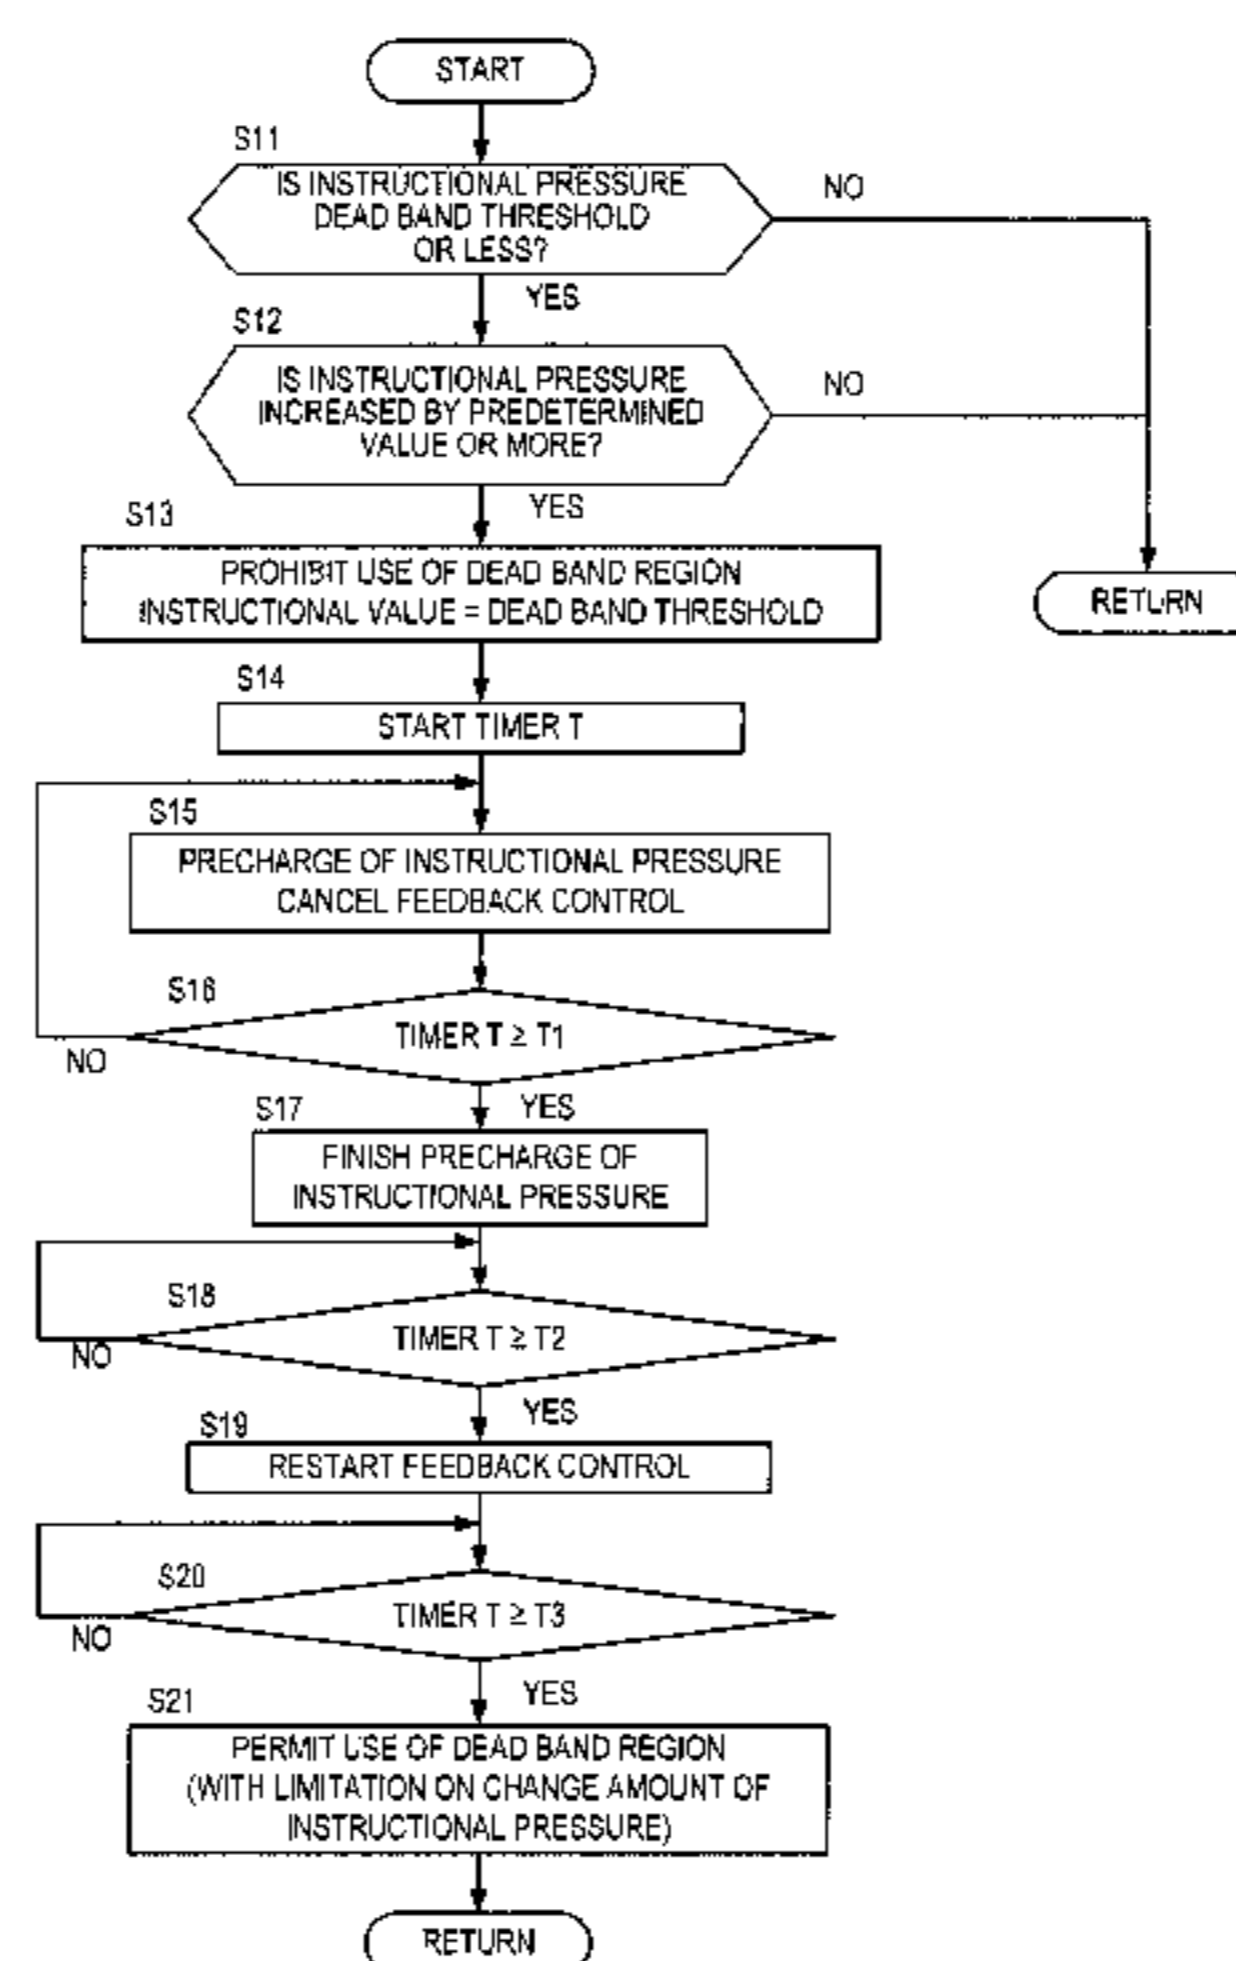 START
S11
IS INSTRUCTIONAL PRESSURE
DEAD BAND THRESHOLD
OR LESS?
NO
YES
S12
IS INSTRUCTIONAL PRESSURE
INCREASED BY PREDETERMINED
VALUE OR MORE?
NO
YES
S13
PROHIBIT USE OF DEAD BAND REGION
INSTRUCTIONAL VALUE = DEAD BAND THRESHOLD
RETURN
S14
START TIMER T
S15
PRECHARGE OF INSTRUCTIONAL PRESSURE
CANCEL FEEDBACK CONTROL
S16
TIMER T ≥ T1
NO
YES
S17
FINISH PRECHARGE OF
INSTRUCTIONAL PRESSURE
S18
TIMER T ≥ T2
NO
YES
S19
RESTART FEEDBACK CONTROL
S20
TIMER T ≥ T3
NO
YES
S21
PERMIT USE OF DEAD BAND REGION
(WITH LIMITATION ON CHANGE AMOUNT OF
INSTRUCTIONAL PRESSURE)
RETURN